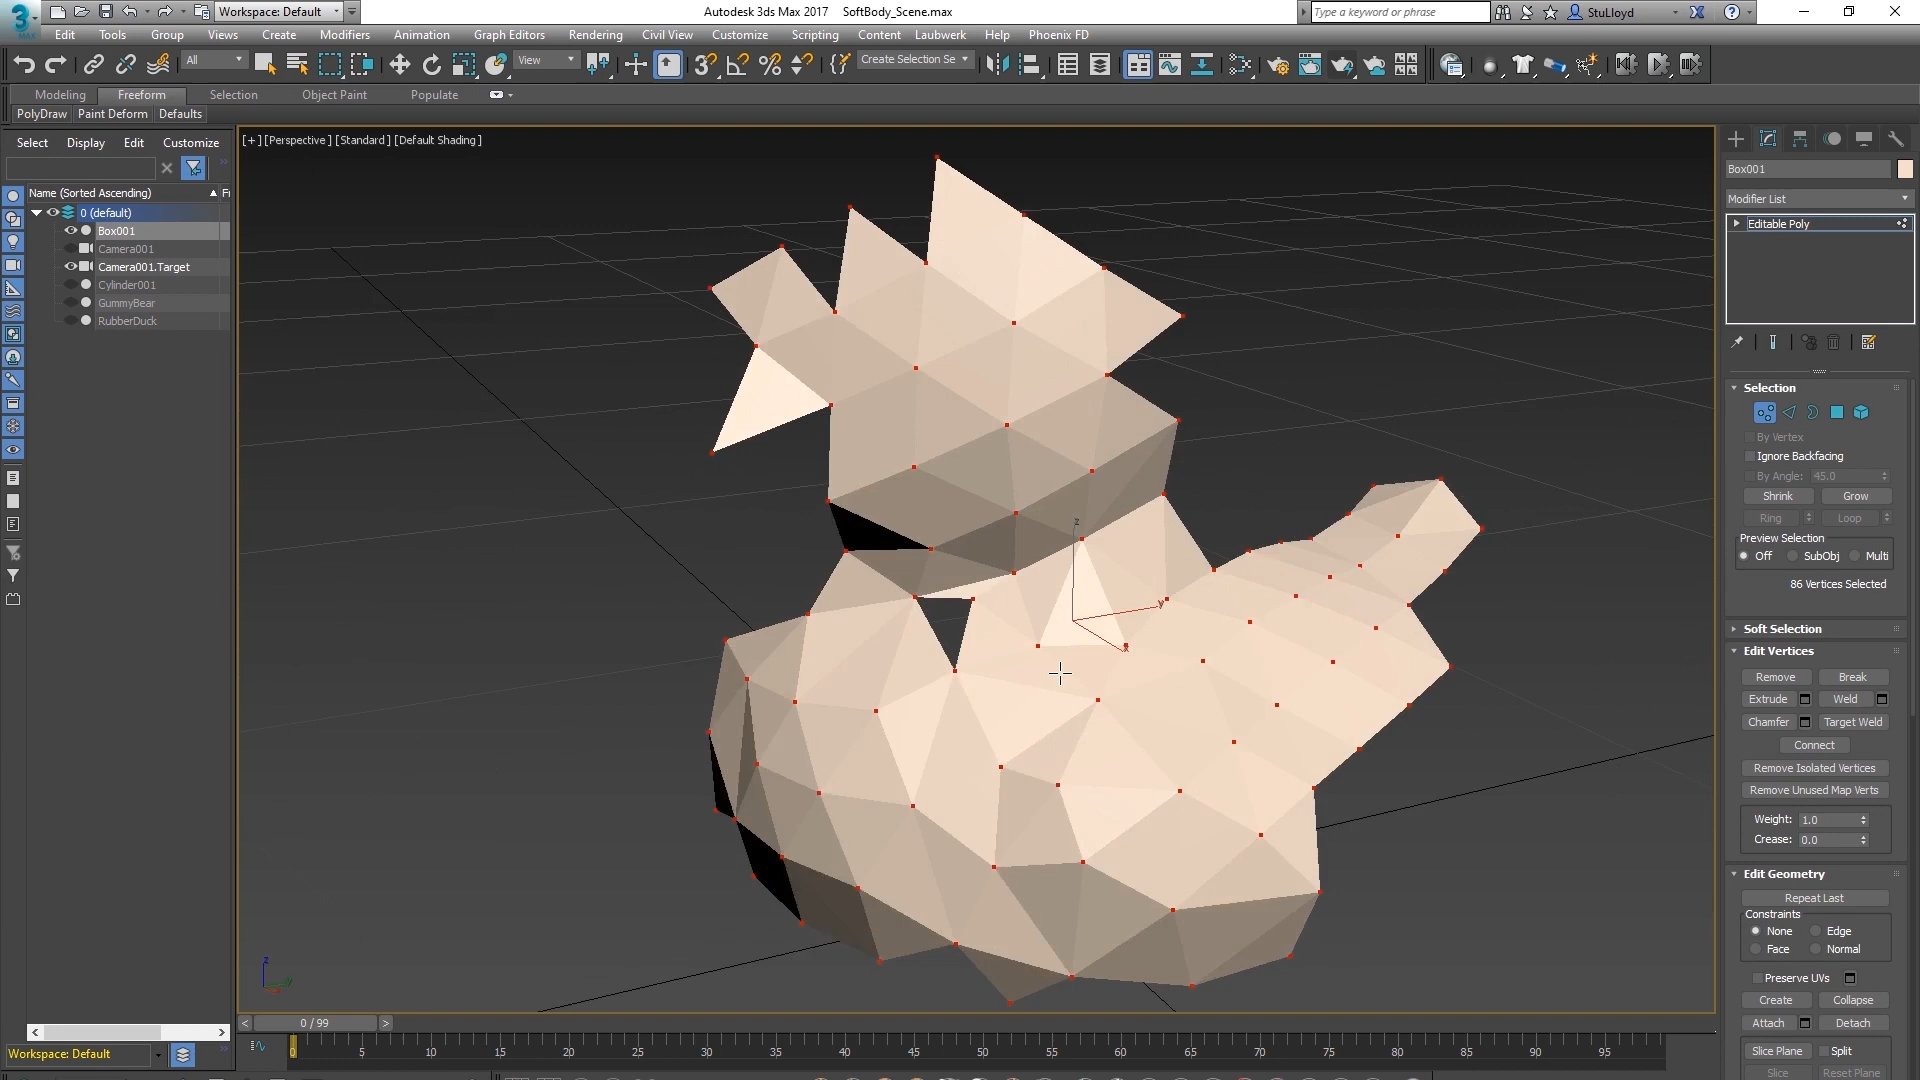 3
MAX
Workspace: Default
Autodesk 3ds Max 2017    SoftBody_Scene.max
Type a keyword or phrase
StuLloyd
Edit Tools Group Views Create Modifiers Animation Graph Editors Rendering Civil View Customize Scripting Content Laubwerk Help Phoenix FD
All
View
3
Create Selection Se
Modeling Freeform Selection Object Paint Populate
PolyDraw Paint Deform Defaults
Select Display Edit Customize
[+] [Perspective ] [Standard ] [Default Shading ]
Name (Sorted Ascending)
0 (default)
Box001
Camera001
Camera001.Target
Cylinder001
GummyBear
RubberDuck
z
y
x
z
y
Box001
Modifier List
Editable Poly
Selection
By Vertex
Ignore Backfacing
By Angle: 45.0
Shrink Grow
Ring Loop
Preview Selection
Off SubObj Multi
86 Vertices Selected
Soft Selection
Edit Vertices
Remove Break
Extrude Weld
Chamfer Target Weld
Connect
Remove Isolated Vertices
Remove Unused Map Verts
Weight: 1.0
Crease: 0.0
Edit Geometry
Repeat Last
Constraints
None Edge
Face Normal
Preserve UVs
Create Collapse
Attach Detach
Slice Plane Split
Slice Reset Plane
< 0 / 99 >
0 5 10 15 20 25 30 35 40 45 50 55 60 65 70 75 80 85 90 95
Workspace: Default